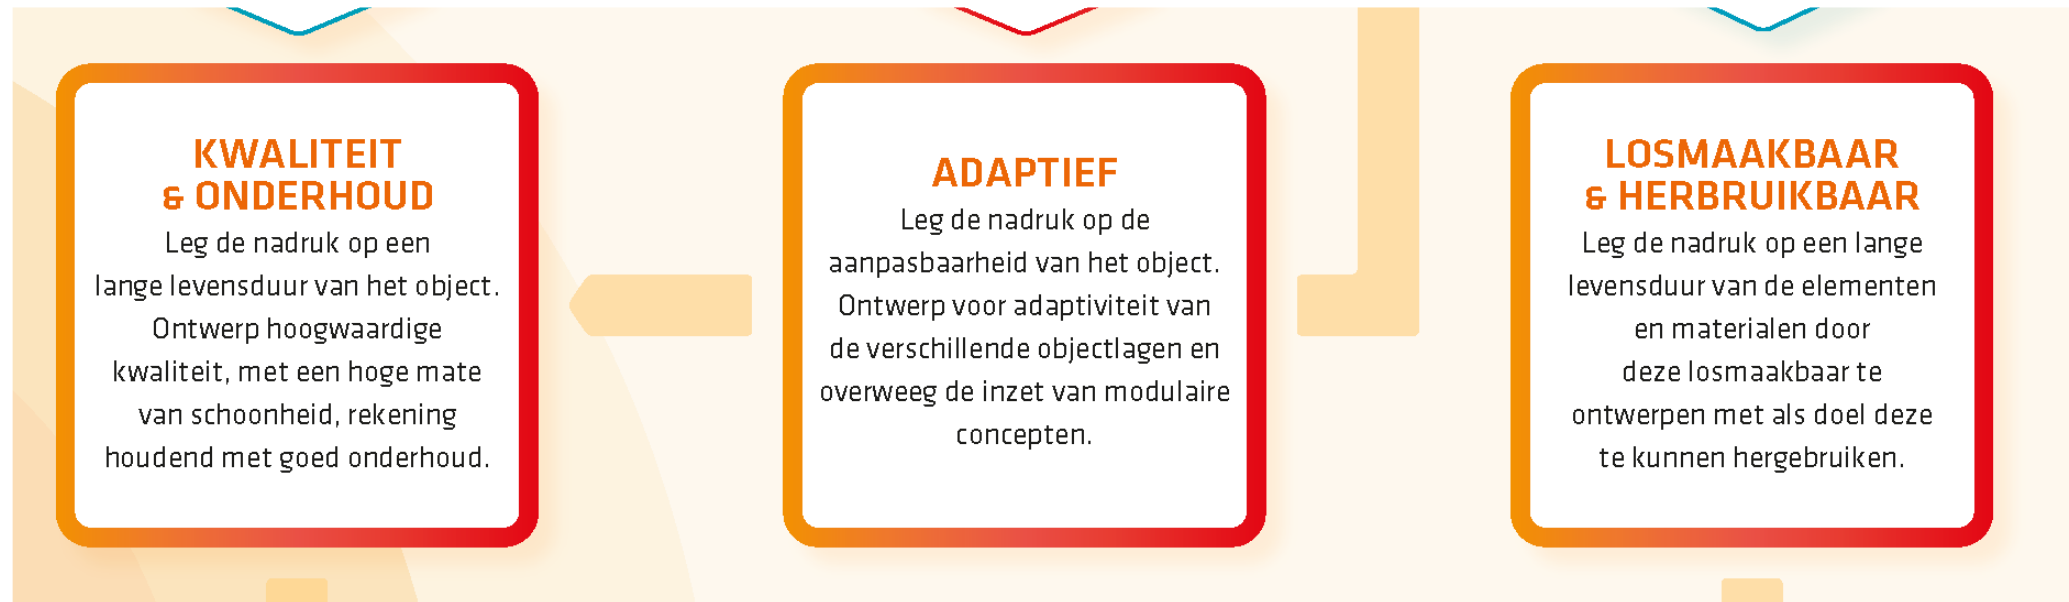 KWALITEIT
& ONDERHOUD
Leg de nadruk op een
lange levensduur van het object.
Ontwerp hoogwaardige
kwaliteit, met een hoge mate
van schoonheid, rekening
houdend met goed onderhoud.
ADAPTIEF
Leg de nadruk op de
aanpasbaarheid van het object.
Ontwerp voor adaptiviteit van
de verschillende objectlagen en
overweeg de inzet van modulaire
concepten.
LOSMAAKBAAR
& HERBRUIKBAAR
Leg de nadruk op een lange
levensduur van de elementen
en materialen door
deze losmaakbaar te
ontwerpen met als doel deze
te kunnen hergebruiken.